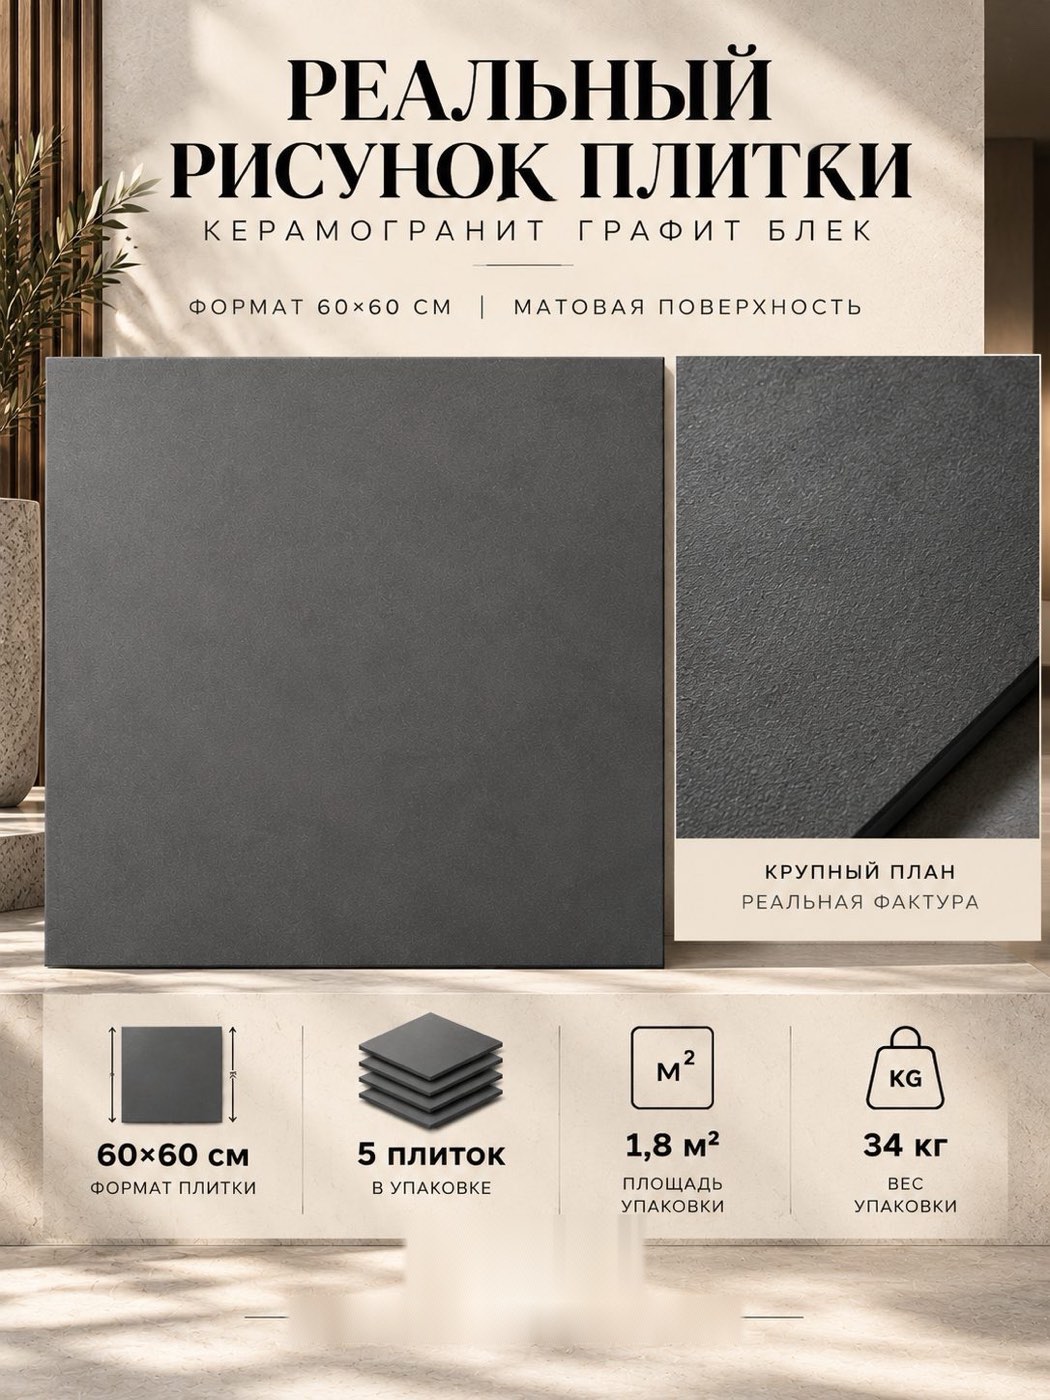 РЕАЛЬНЫЙ
РИСУНОК ПЛИТКИ
КЕРАМОГРАНИТ ГРАФИТ БЛЕК
ФОРМАТ 60×60 СМ | МАТОВАЯ ПОВЕРХНОСТЬ
КРУПНЫЙ ПЛАН
РЕАЛЬНАЯ ФАКТУРА
60×60 см
ФОРМАТ ПЛИТКИ
5 плиток
В УПАКОВКЕ
М²
1,8 м²
ПЛОЩАДЬ
УПАКОВКИ
KG
34 кг
ВЕС
УПАКОВКИ